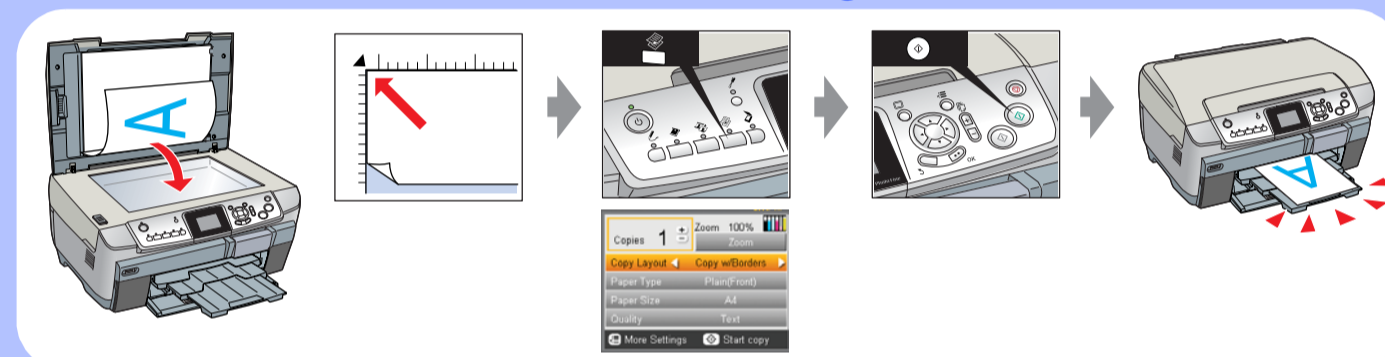 A
OK
A
Copies 1 + - Zoom 100%
Zoom
Copy Layout Copy w/Borders
Paper Type Plain(Front)
Paper Size A4
Quality Text
More Settings Start copy